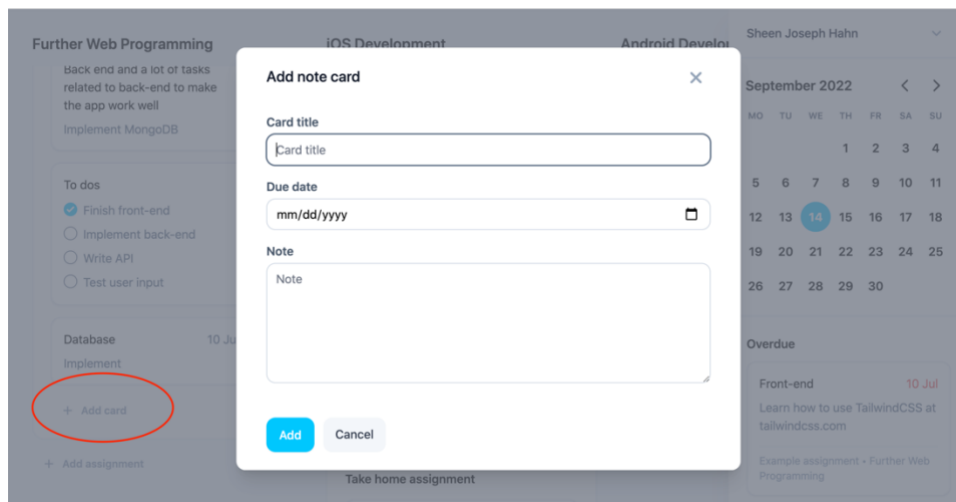 Further Web Programming
Back end and a lot of tasks
related to back-end to make
the app work well
Implement MongoDB
To dos
Finish front-end
Implement back-end
Write API
Test user input
Database 10 Ju
Implement
+ Add card
+ Add assignment
iOS Development
Android Develo
Add note card
Card title
Card title
Due date
mm/dd/yyyy
Note
Note
Add Cancel
Take home assignment
Sheen Joseph Hahn
September 2022
MO TU WE TH FR SA SU
1 2 3 4
5 6 7 8 9 10 11
12 13 14 15 16 17 18
19 20 21 22 23 24 25
26 27 28 29 30
Overdue
Front-end 10 Jul
Learn how to use TailwindCSS at
tailwindcss.com
Example assignment - Further Web
Programming